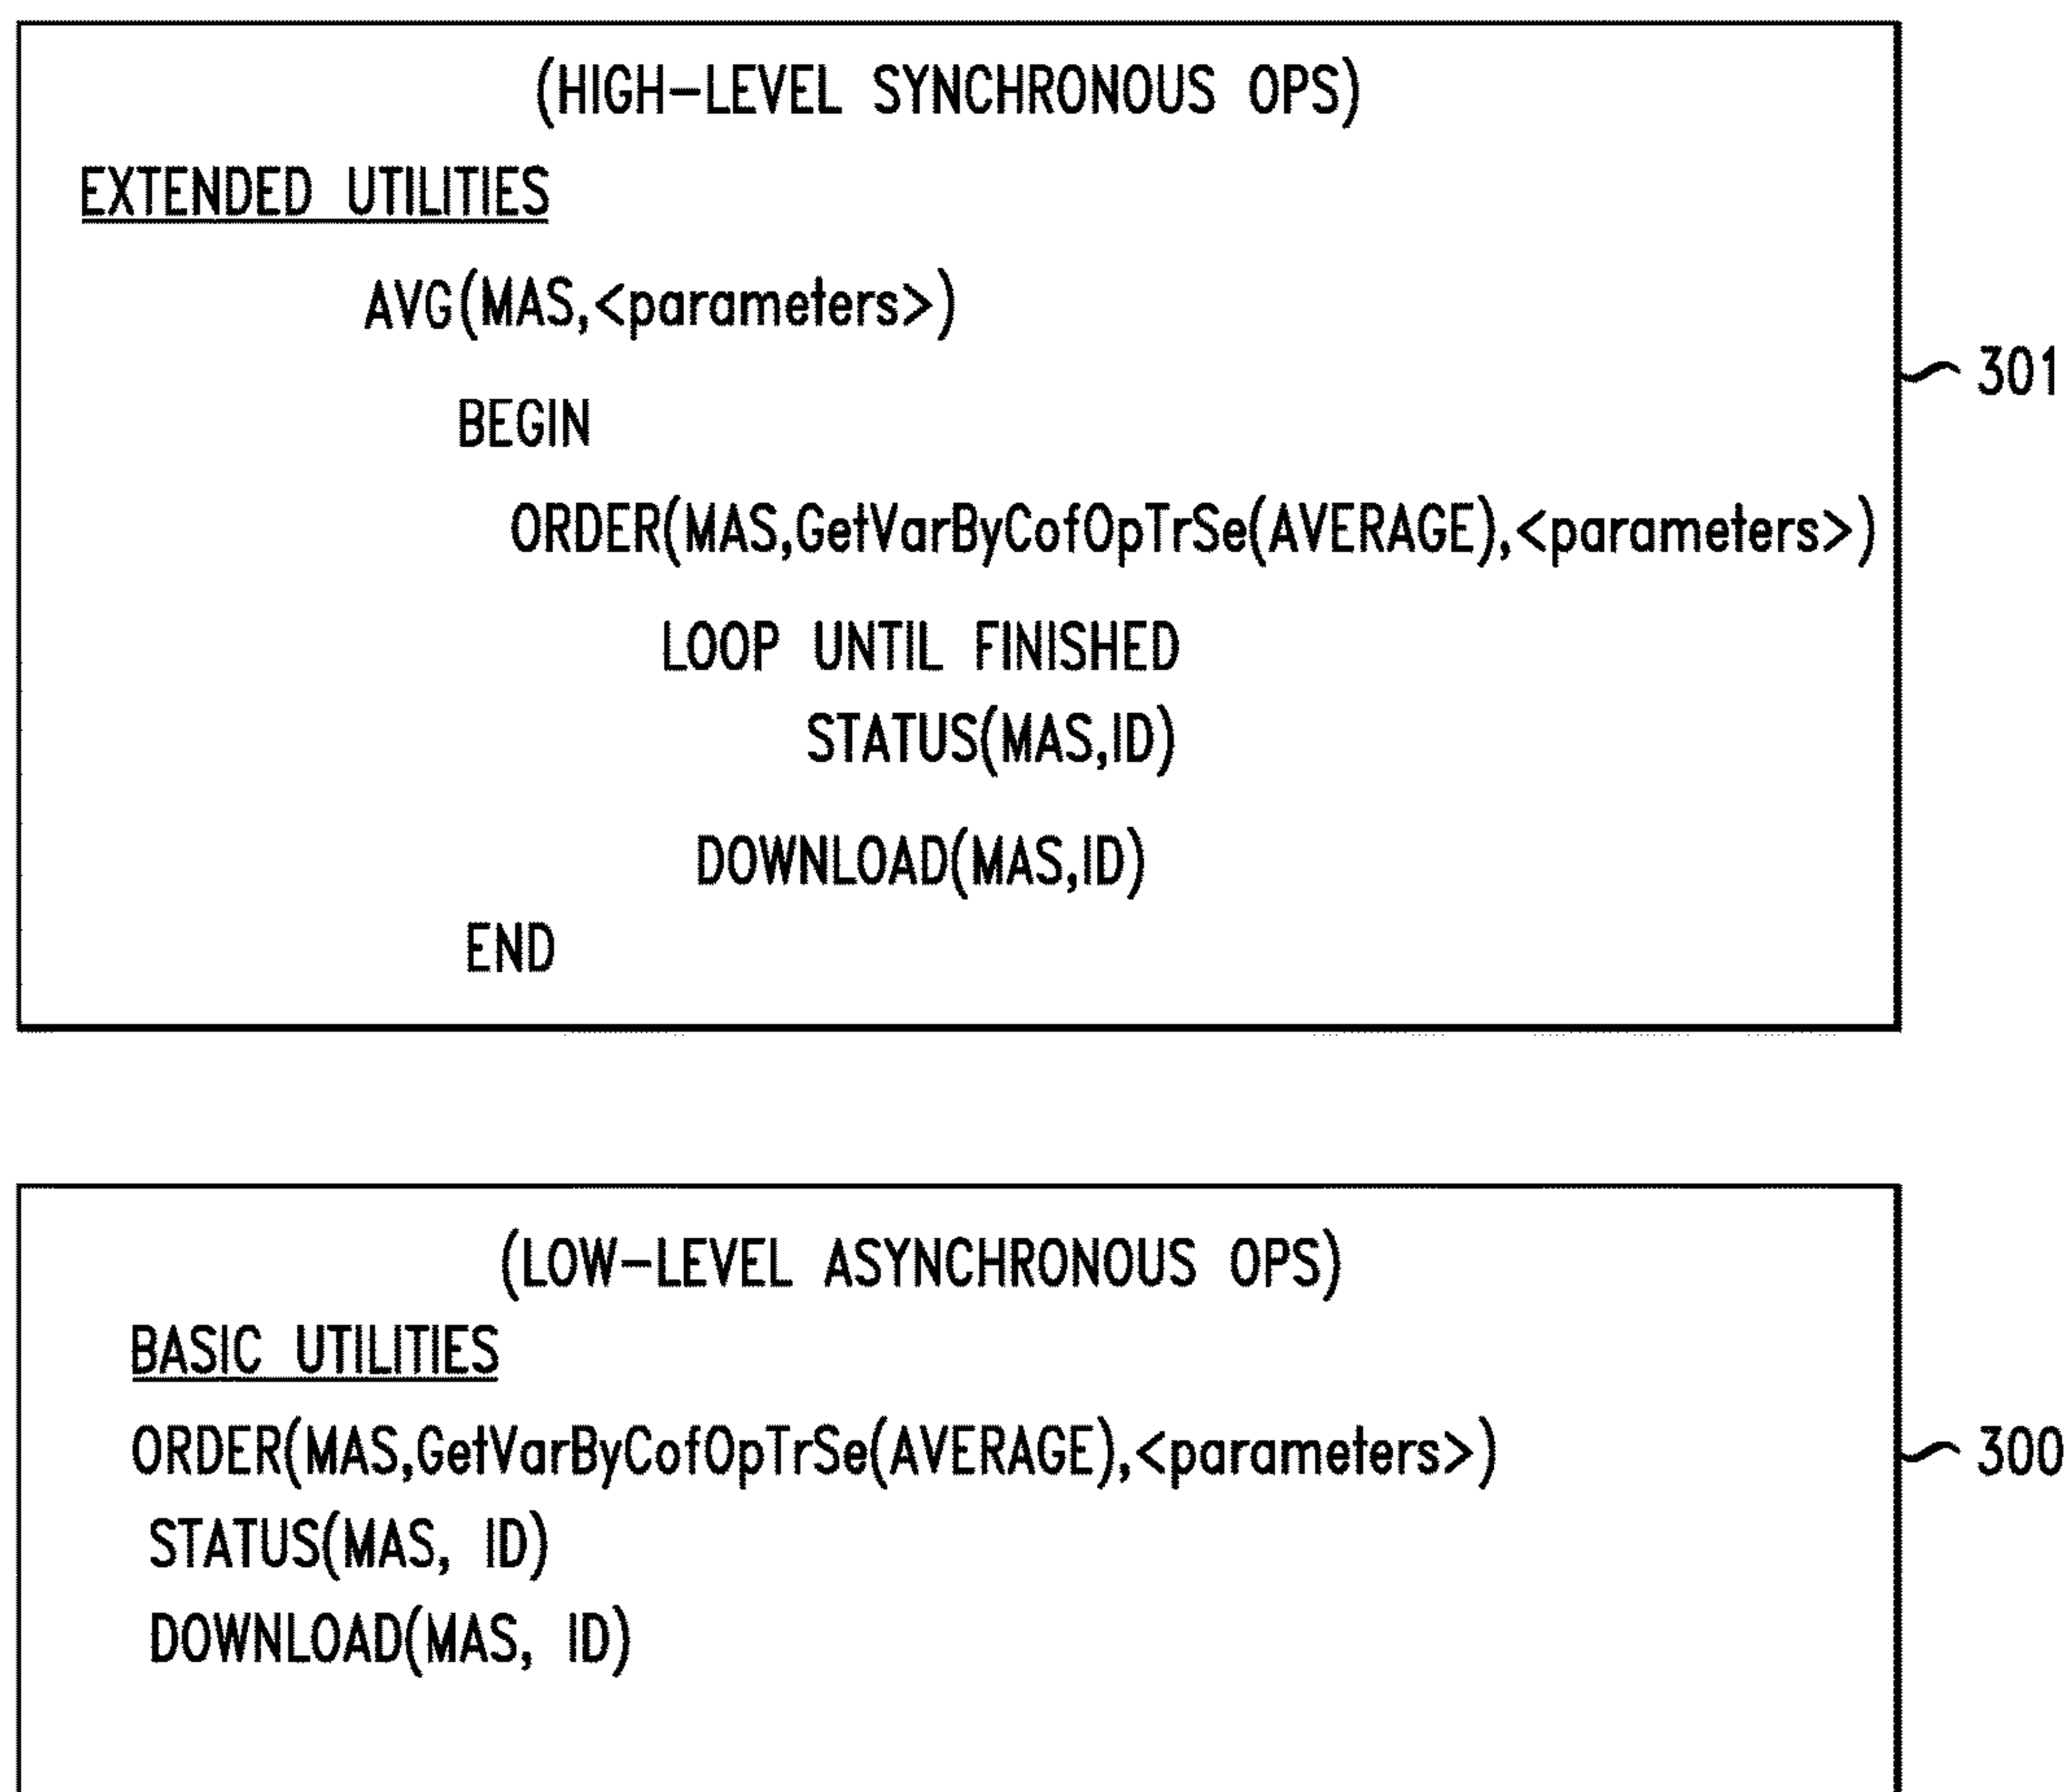 (HIGH-LEVEL SYNCHRONOUS OPS)
EXTENDED UTILITIES
AVG(MAS,<parameters>)
301
BEGIN
ORDER(MAS,GetVarByCofOpTrSe(AVERAGE),<parameters>)
LOOP UNTIL FINISHED
STATUS(MAS,ID)
DOWNLOAD(MAS,ID)
END
(LOW-LEVEL ASYNCHRONOUS OPS)
BASIC UTILITIES
ORDER(MAS,GetVarByCofOpTrSe(AVERAGE),<parameters>)
300
STATUS(MAS, ID)
DOWNLOAD(MAS, ID)